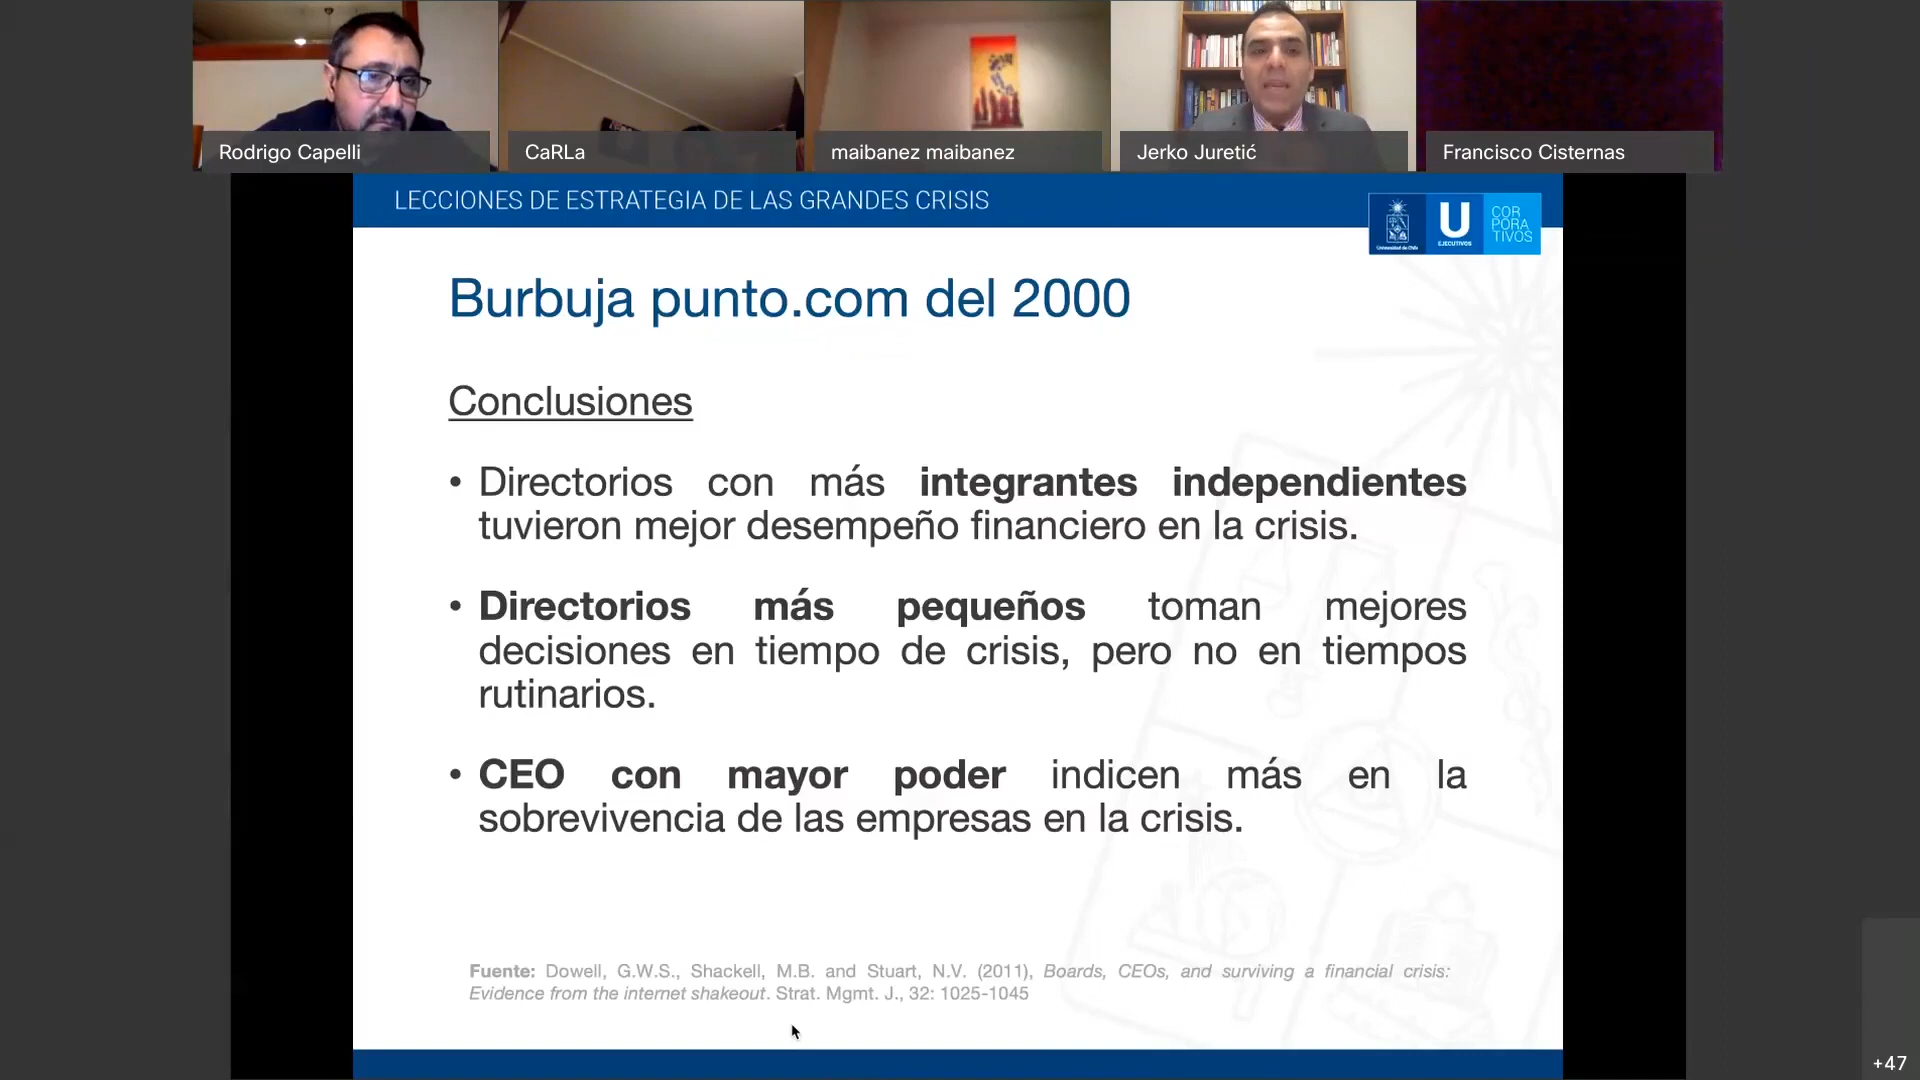 Rodrigo Capelli
CaRLa
maibanez maibanez
Jerko Juretić
Francisco Cisternas
LECCIONES DE ESTRATEGIA DE LAS GRANDES CRISIS
Universidad de Chile
U
EJECUTIVOS
COR
PORA
TIVOS
Burbuja punto.com del 2000
Conclusiones
• Directorios con más integrantes independientes
tuvieron mejor desempeño financiero en la crisis.
• Directorios más pequeños toman mejores
decisiones en tiempo de crisis, pero no en tiempos
rutinarios.
• CEO con mayor poder indicen más en la
sobrevivencia de las empresas en la crisis.
Fuente: Dowell, G.W.S., Shackell, M.B. and Stuart, N.V. (2011), Boards, CEOs, and surviving a financial crisis:
Evidence from the internet shakeout. Strat. Mgmt. J., 32: 1025-1045
+47